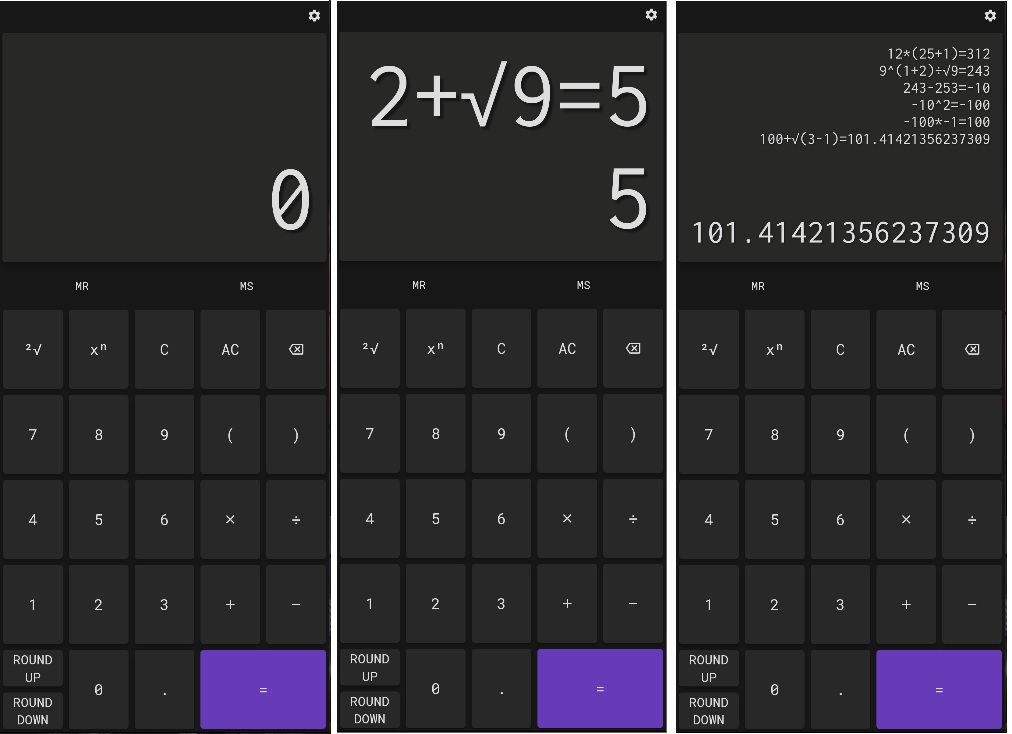 0
MR MS
²√ xⁿ C AC
7 8 9 ( )
4 5 6 × ÷
1 2 3 + −
ROUND
UP
ROUND
DOWN
0 . =
2+√9=5
5
MR MS
²√ xⁿ C AC
7 8 9 ( )
4 5 6 × ÷
1 2 3 + −
ROUND
UP
ROUND
DOWN
0 . =
12*(25+1)=312
9^(1+2)÷√9=243
243-253=-10
-10^2=-100
-100*-1=100
100+√(3-1)=101.41421356237309
101.41421356237309
MR MS
²√ xⁿ C AC
7 8 9 ( )
4 5 6 × ÷
1 2 3 + −
ROUND
UP
ROUND
DOWN
0 . =